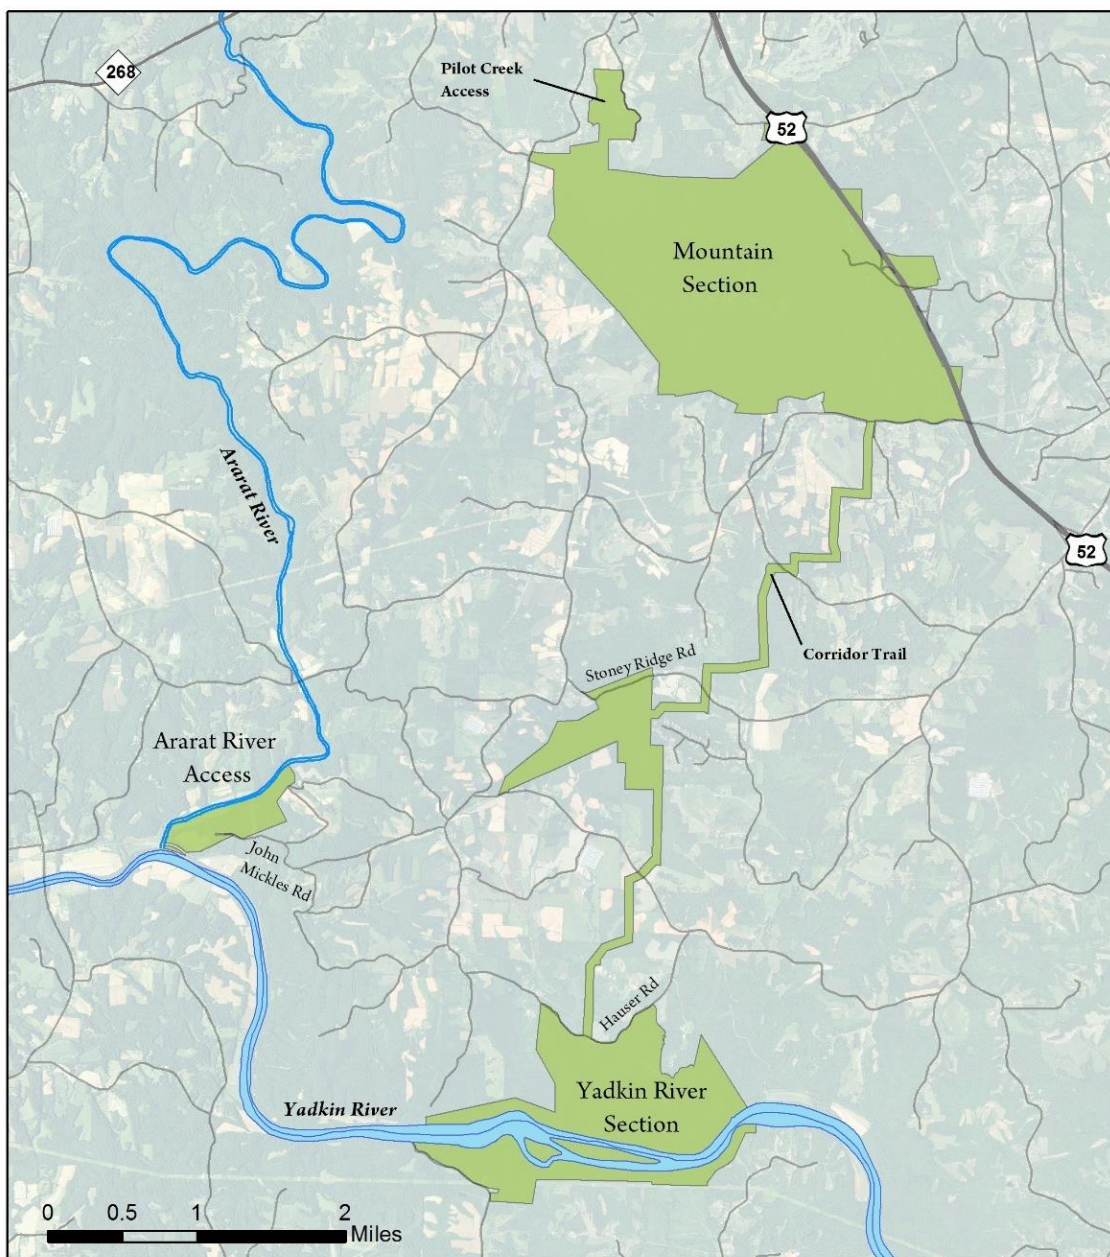 268
Pilot Creek
Access
52
Mountain
Section
Ararat River
52
Stoney Ridge Rd
Corridor Trail
Ararat River
Access
John
Mickles Rd
Hauser Rd
Yadkin River
Yadkin River
Section
0 0.5 1 2
Miles